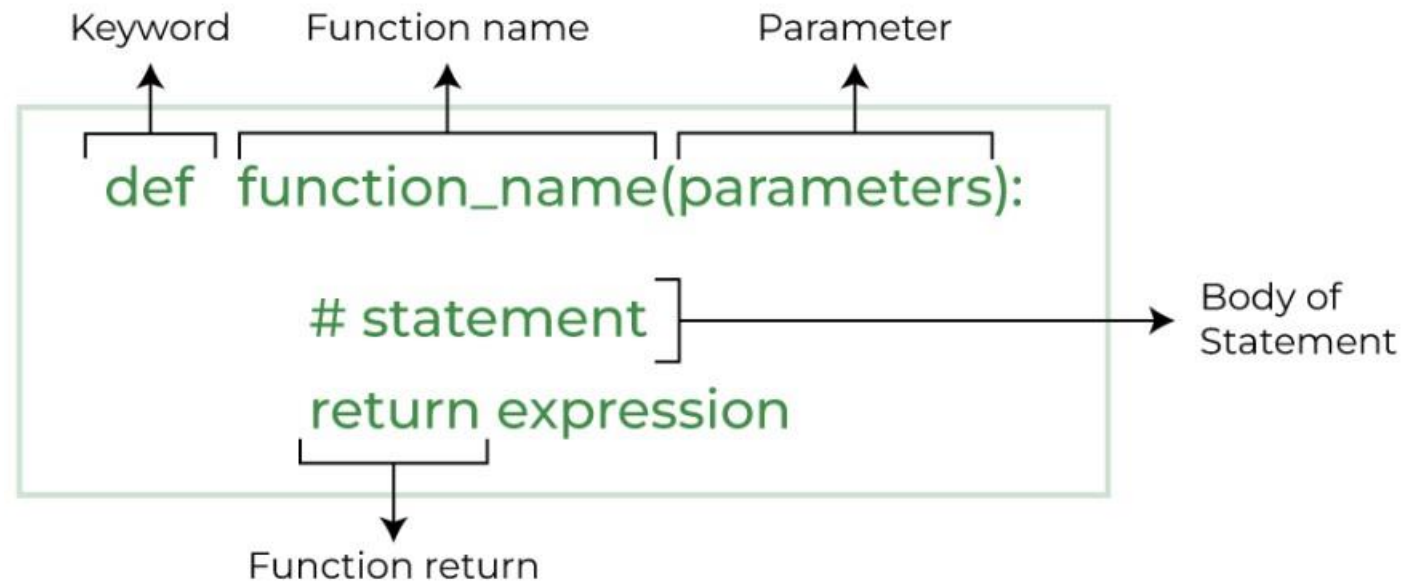 Keyword Function name Parameter
def function_name(parameters):
# statement
Body of
Statement
return expression
Function return